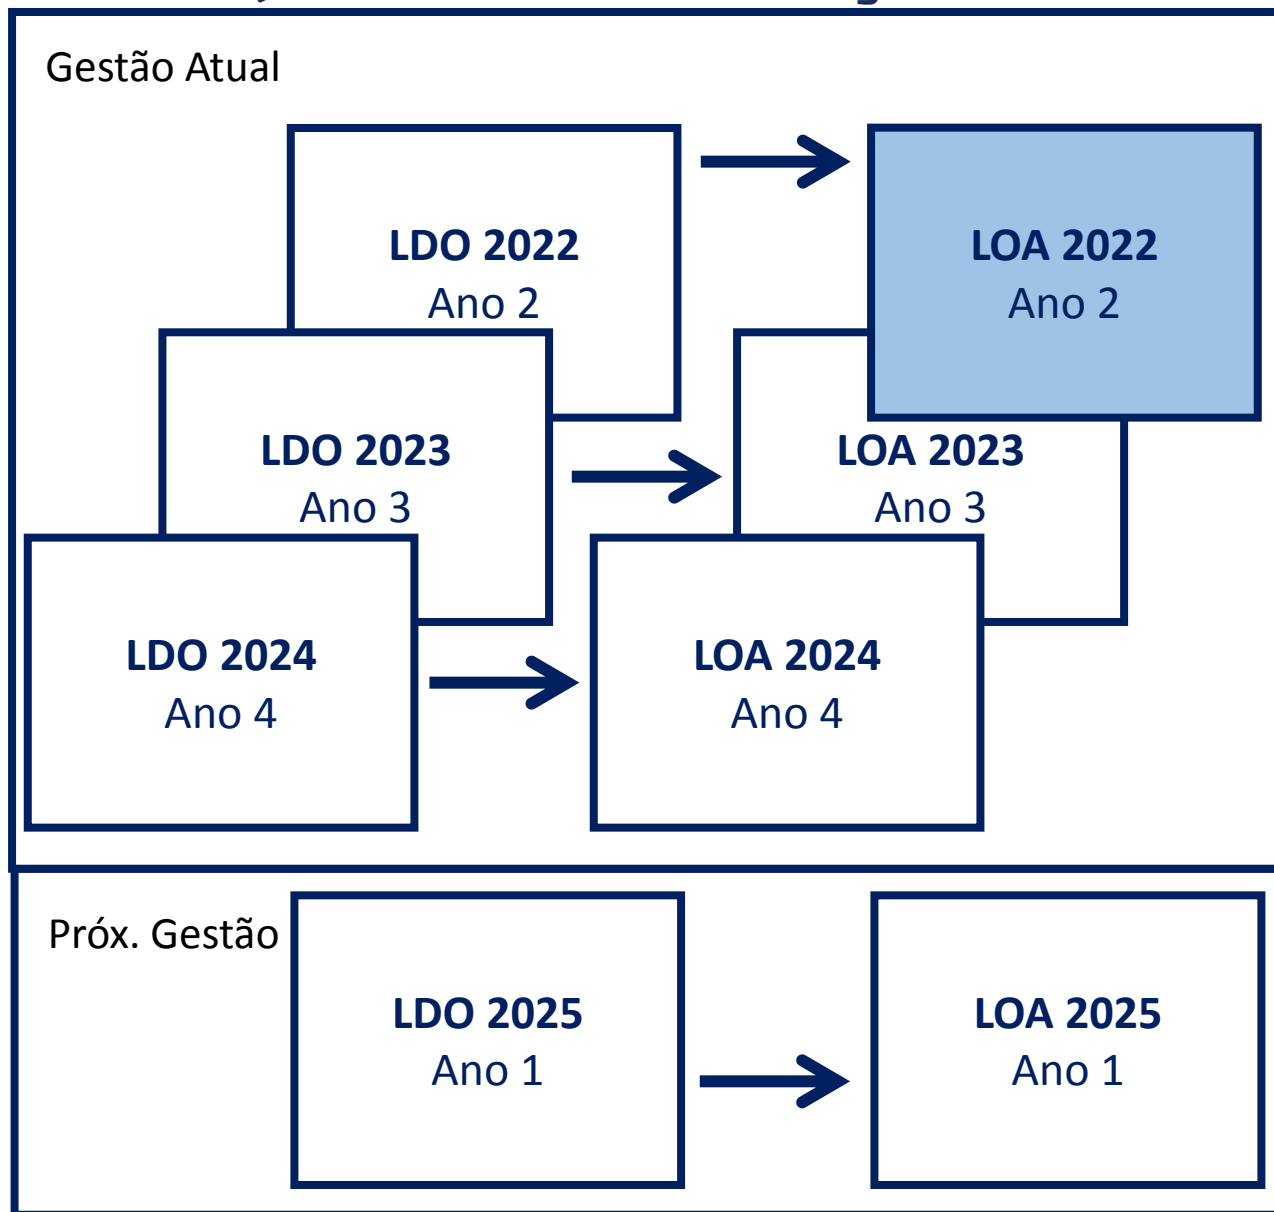 Gestão Atual
LDO 2022
Ano 2
LOA 2022
Ano 2
LDO 2023
Ano 3
LOA 2023
Ano 3
LDO 2024
Ano 4
LOA 2024
Ano 4
Próx. Gestão
LDO 2025
Ano 1
LOA 2025
Ano 1